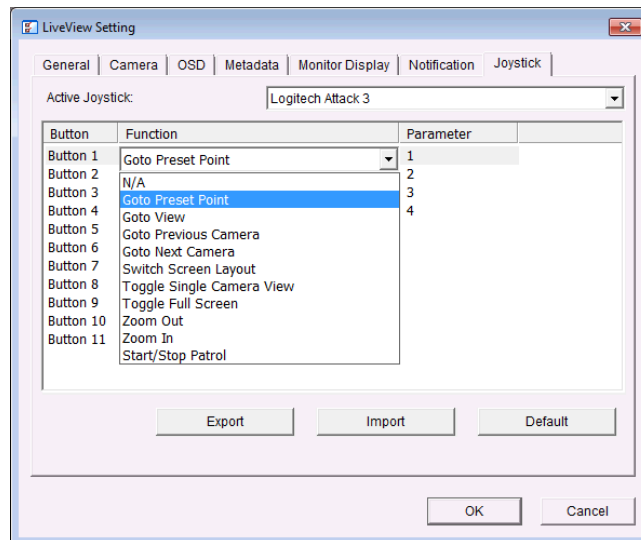 LiveView Setting
General Camera OSD Metadata Monitor Display Notification Joystick
Active Joystick: Logitech Attack 3
Button Function Parameter
Button 1 Goto Preset Point 1
Button 2 N/A 2
Button 3 Goto Preset Point 3
Button 4 Goto View 4
Button 5 Goto Previous Camera
Button 6 Goto Next Camera
Button 7 Switch Screen Layout
Button 8 Toggle Single Camera View
Button 9 Toggle Full Screen
Button 10 Zoom Out
Button 11 Zoom In
Start/Stop Patrol
Export Import Default
OK Cancel